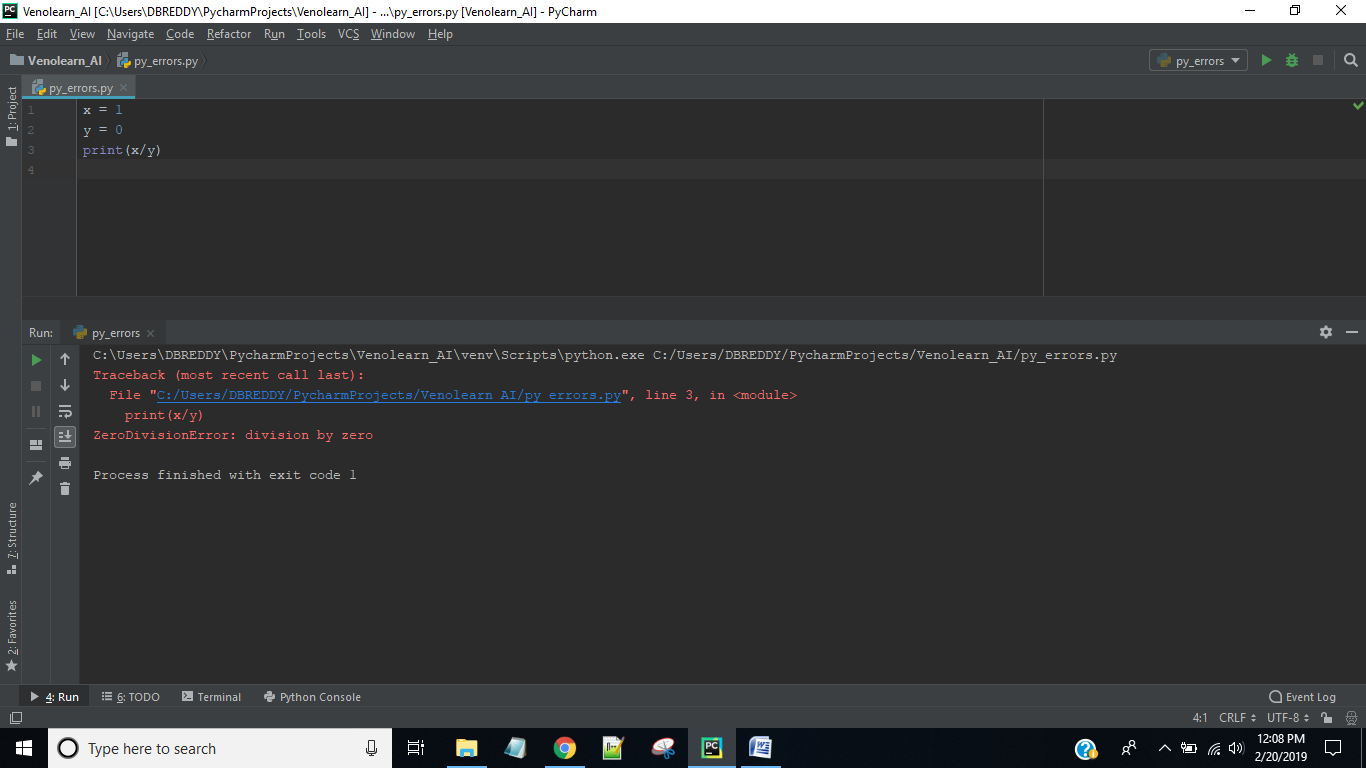 Venolearn_AI [C:\Users\DBREDDY\PycharmProjects\Venolearn_AI] - ...\py_errors.py [Venolearn_AI] - PyCharm
File Edit View Navigate Code Refactor Run Tools VCS Window Help
Venolearn_AI py_errors.py py_errors
py_errors.py
1: Project
1 x = 1
2 y = 0
3 print(x/y)
4
Run: py_errors
C:\Users\DBREDDY\PycharmProjects\Venolearn_AI\venv\Scripts\python.exe C:/Users/DBREDDY/PycharmProjects/Venolearn_AI/py_errors.py
Traceback (most recent call last):
File "C:/Users/DBREDDY/PycharmProjects/Venolearn_AI/py_errors.py", line 3, in <module>
print(x/y)
ZeroDivisionError: division by zero
Process finished with exit code 1
7: Structure
2: Favorites
4: Run 6: TODO Terminal Python Console Event Log
4:1 CRLF UTF-8
Type here to search
12:08 PM
2/20/2019